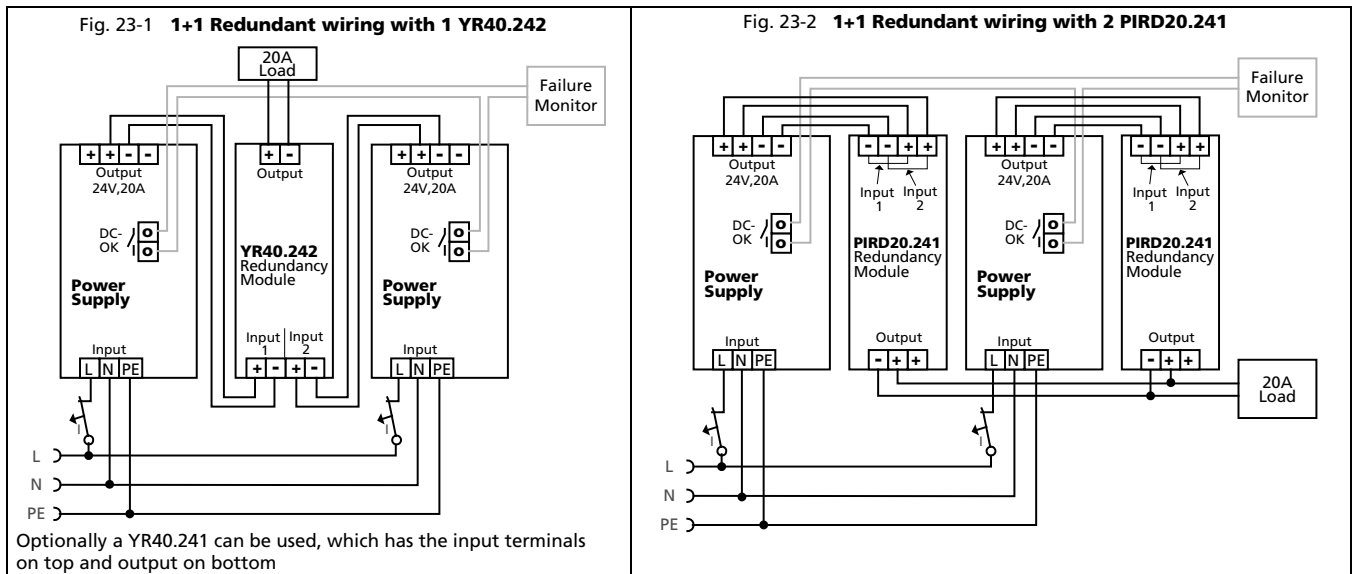 Fig. 23-1 1+1 Redundant wiring with 1 YR40.242
20A
Load
Failure
Monitor
+ + - -
Output
24V,20A
+ -
Output
+ + - -
Output
24V,20A
DC-
OK
o
o
DC-
OK
o
o
YR40.242
Redundancy
Module
Power
Supply
Power
Supply
Input
L N PE
Input
1
Input
2
+ - + -
Input
L N PE
I
I
L
N
PE
Optionally a YR40.241 can be used, which has the input terminals
on top and output on bottom
Fig. 23-2 1+1 Redundant wiring with 2 PIRD20.241
Failure
Monitor
+ + - -
Output
24V,20A
- - + +
Input
1
Input
2
+ + - -
Output
24V,20A
- - + +
Input
1
Input
2
DC-
OK
o
o
DC-
OK
o
o
Power
Supply
PIRD20.241
Redundancy
Module
Power
Supply
PIRD20.241
Redundancy
Module
Input
L N PE
Output
- + +
Input
L N PE
Output
- + +
20A
Load
I
I
L
N
PE